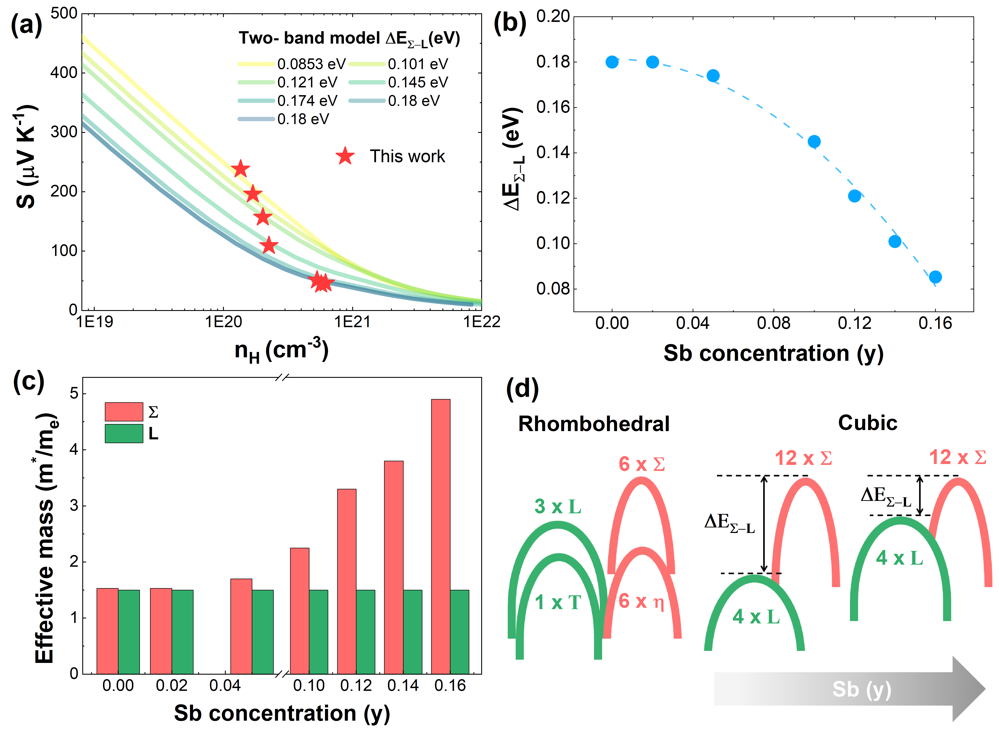 (a)
500
400
300
200
100
0
S (μV K-1)
Two- band model ΔEΣ–L(eV)
0.0853 eV 0.101 eV
0.121 eV 0.145 eV
0.174 eV 0.18 eV
0.18 eV
This work
1E19 1E20 1E21 1E22
nH (cm-3)
(b)
0.20
0.18
0.16
0.14
0.12
0.10
0.08
ΔEΣ–L (eV)
0.00 0.04 0.08 0.12 0.16
Sb concentration (y)
(c)
5
4
3
2
1
0
Effective mass (m*/me)
Σ
L
0.00 0.02 0.04 0.10 0.12 0.14 0.16
Sb concentration (y)
(d)
Rhombohedral
Cubic
6 x Σ
3 x L
1 x T
6 x η
12 x Σ
ΔEΣ–L
4 x L
12 x Σ
ΔEΣ–L
4 x L
Sb (y)